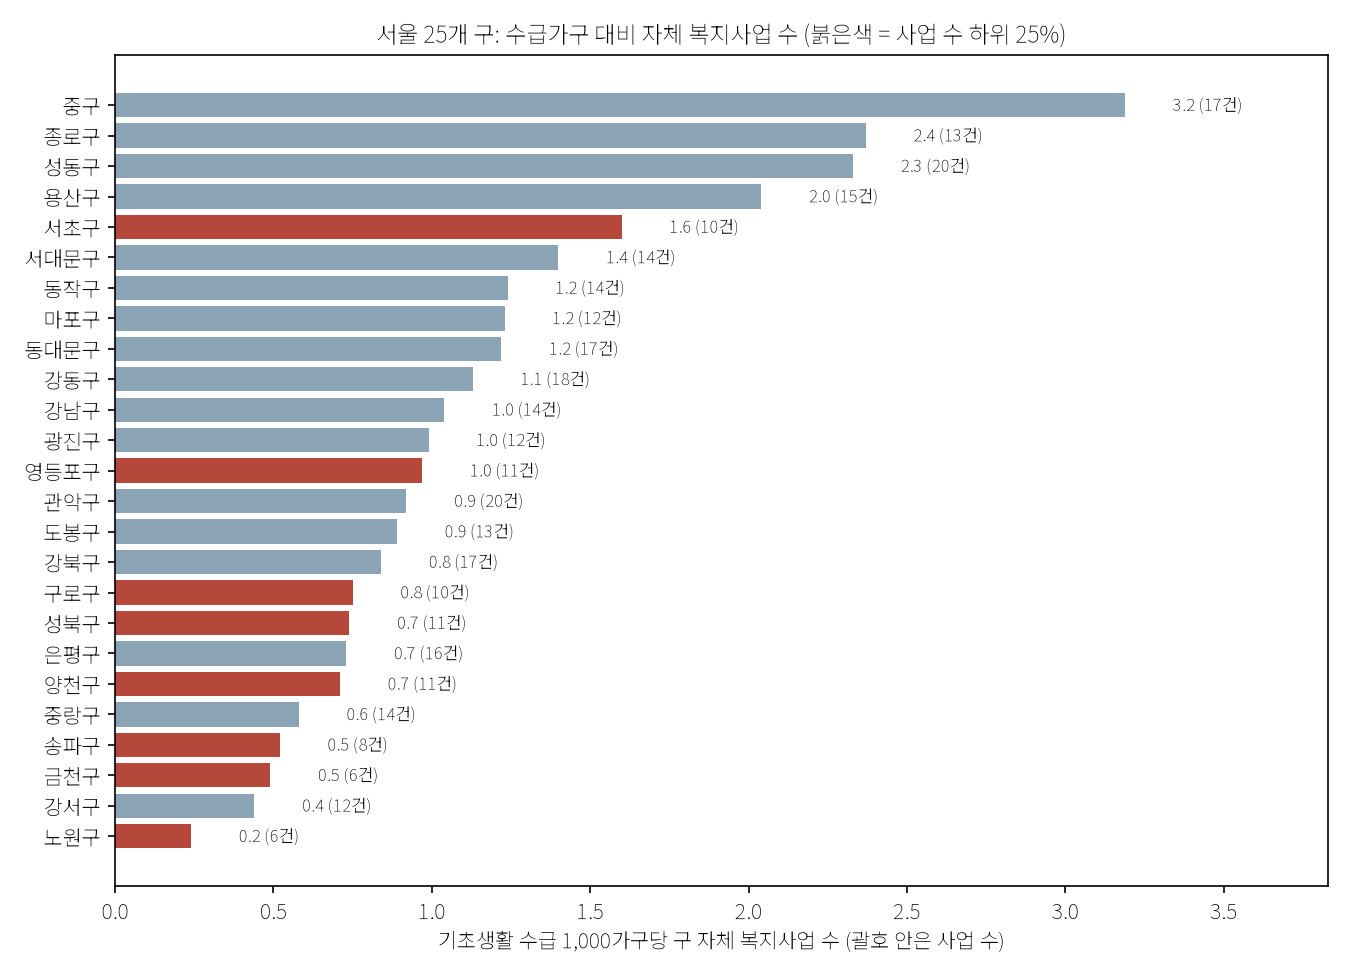 서울 25개 구: 수급가구 대비 자체 복지사업 수 (붉은색 = 사업 수 하위 25%)
중구 3.2 (17건)
종로구 2.4 (13건)
성동구 2.3 (20건)
용산구 2.0 (15건)
서초구 1.6 (10건)
서대문구 1.4 (14건)
동작구 1.2 (14건)
마포구 1.2 (12건)
동대문구 1.2 (17건)
강동구 1.1 (18건)
강남구 1.0 (14건)
광진구 1.0 (12건)
영등포구 1.0 (11건)
관악구 0.9 (20건)
도봉구 0.9 (13건)
강북구 0.8 (17건)
구로구 0.8 (10건)
성북구 0.7 (11건)
은평구 0.7 (16건)
양천구 0.7 (11건)
중랑구 0.6 (14건)
송파구 0.5 (8건)
금천구 0.5 (6건)
강서구 0.4 (12건)
노원구 0.2 (6건)
0.0 0.5 1.0 1.5 2.0 2.5 3.0 3.5
기초생활 수급 1,000가구당 구 자체 복지사업 수 (괄호 안은 사업 수)